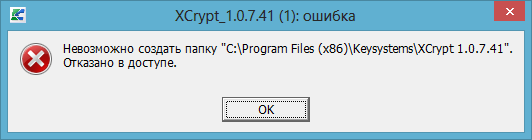 XCrypt_1.0.7.41 (1): ошибка
Невозможно создать папку "C:\Program Files (x86)\Keysystems\XCrypt 1.0.7.41".
Отказано в доступе.
OK